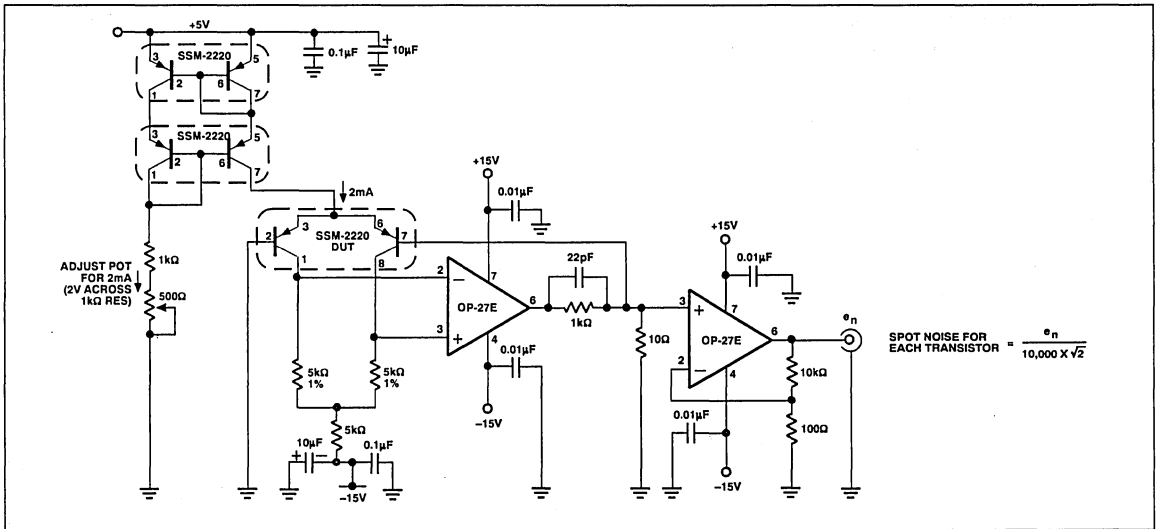 +5V
SSM-2220
3
5
2
6
1
7
0.1μF
+
10μF
SSM-2220
3
5
2
6
1
7
2mA
1kΩ
ADJUST POT
FOR 2mA
(2V ACROSS
1kΩ RES)
500Ω
2
3
6
7
SSM-2220
DUT
1
8
+15V
0.01μF
2
−
7
OP-27E
6
3
+
4
0.01μF
−15V
22pF
1kΩ
10Ω
5kΩ
1%
5kΩ
1%
5kΩ
10μF
+
−
0.1μF
−15V
+15V
0.01μF
3
+
7
OP-27E
6
2
−
4
0.01μF
−15V
10kΩ
100Ω
en
SPOT NOISE FOR
EACH TRANSISTOR = en
10,000 X √2